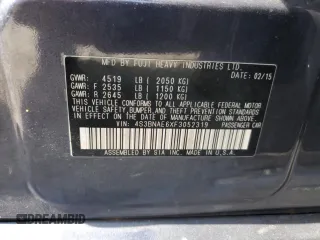 MFD BY FUJI HEAVY INDUSTRIES LTD.
DATE: 02/15
GVWR: 4519 LB ( 2050 KG)
GAWR: F 2535 LB ( 1150 KG)
GAWR: R 2645 LB ( 1200 KG)
THIS VEHICLE CONFORMS TO ALL APPLICABLE
FEDERAL MOTOR VEHICLE
SAFETY, BUMPER, AND THEFT PREVENTION
STANDARDS IN EFFECT ON THE DATE OF
MANUFACTURE SHOWN ABOVE.
VIN: 4S3BNAE6XF3052319 PASSENGER CAR
ASSEMBLED BY SIA INC. IN U.S.A.
DREAMBID